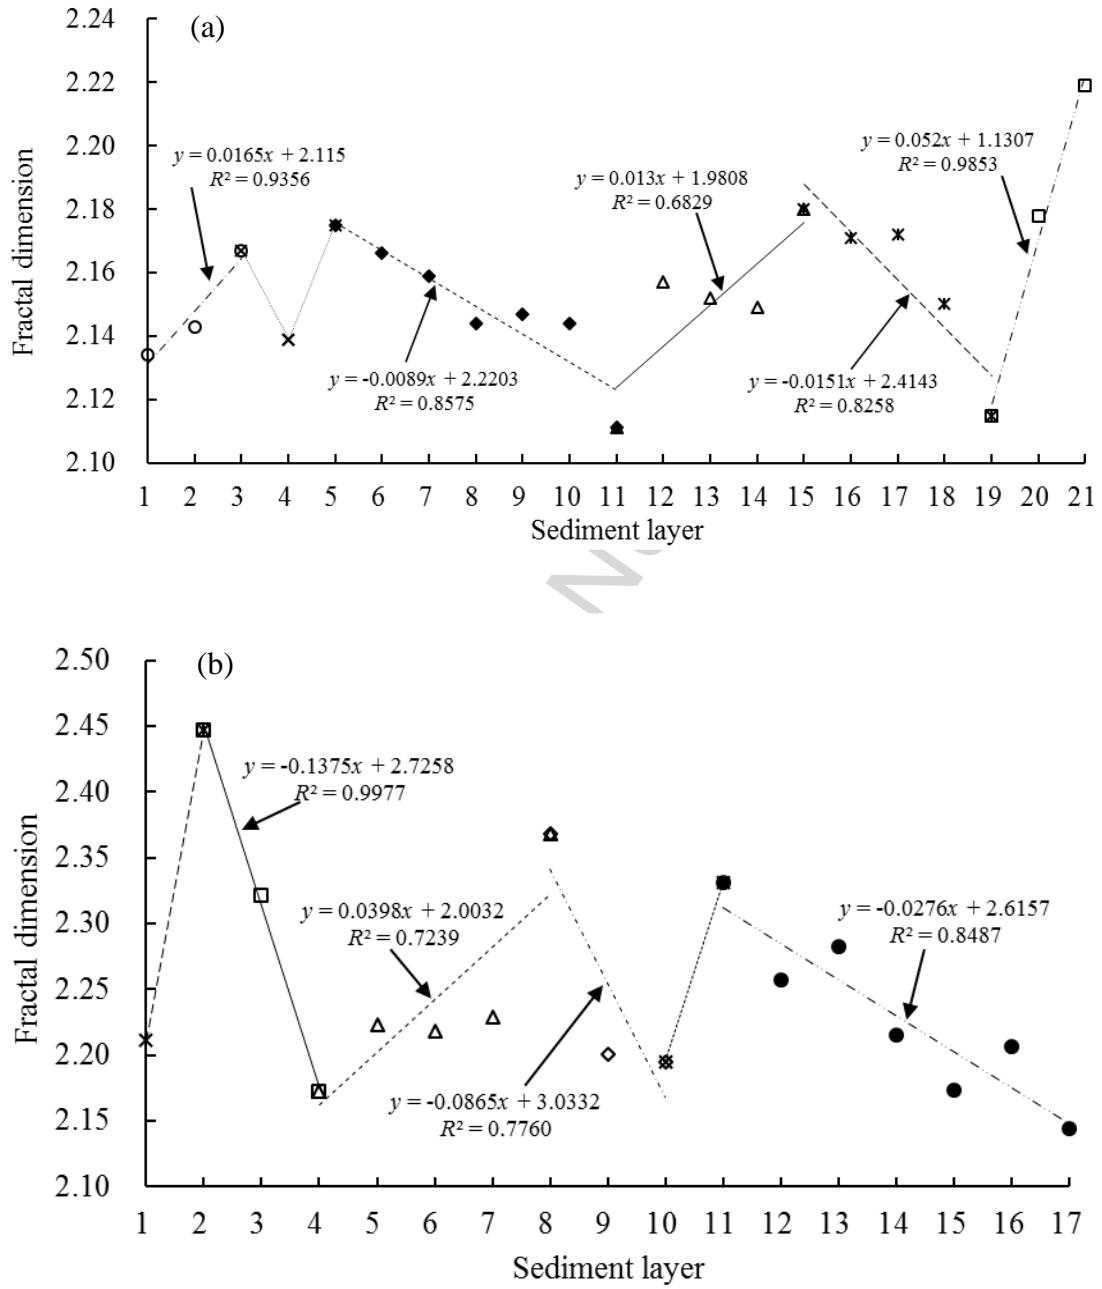 (a)
2.24
2.22
2.20
2.18
2.16
2.14
2.12
2.10
Fractal dimension
y = 0.0165x + 2.115
R² = 0.9356
y = -0.0089x + 2.2203
R² = 0.8575
y = 0.013x + 1.9808
R² = 0.6829
y = -0.0151x + 2.4143
R² = 0.8258
y = 0.052x + 1.1307
R² = 0.9853
1 2 3 4 5 6 7 8 9 10 11 12 13 14 15 16 17 18 19 20 21
Sediment layer
(b)
2.50
2.45
2.40
2.35
2.30
2.25
2.20
2.15
2.10
Fractal dimension
y = -0.1375x + 2.7258
R² = 0.9977
y = 0.0398x + 2.0032
R² = 0.7239
y = -0.0865x + 3.0332
R² = 0.7760
y = -0.0276x + 2.6157
R² = 0.8487
1 2 3 4 5 6 7 8 9 10 11 12 13 14 15 16 17
Sediment layer